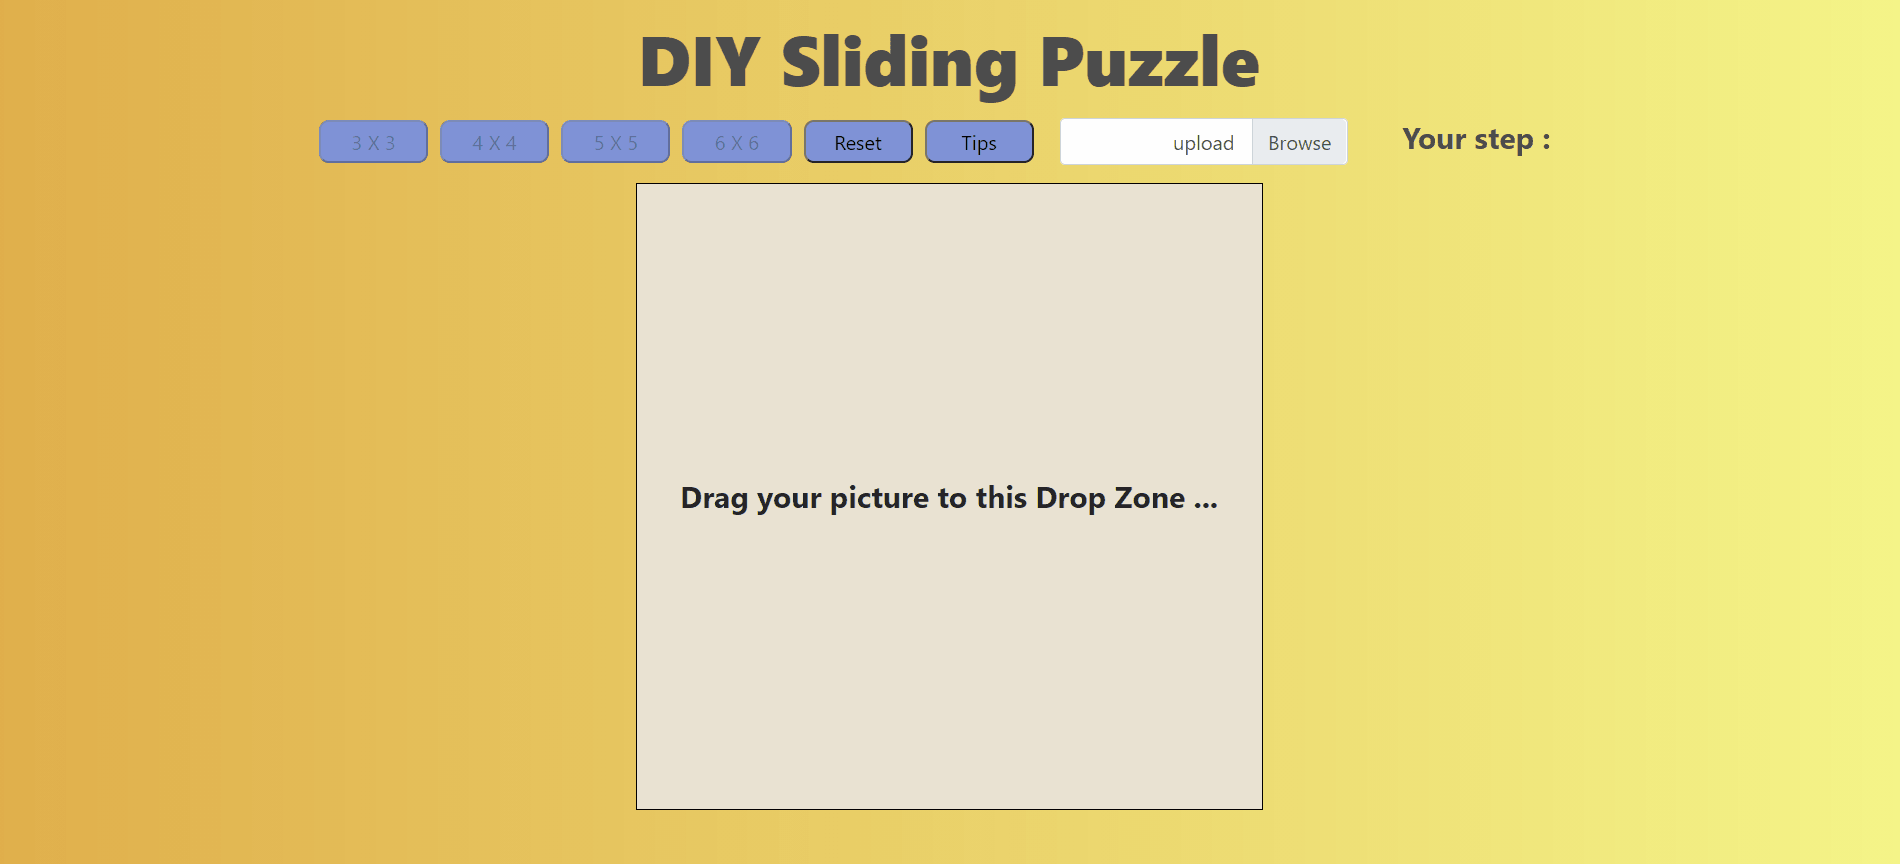 DIY Sliding Puzzle
3 X 3 4 X 4 5 X 5 6 X 6 Reset Tips upload Browse Your step :
Drag your picture to this Drop Zone ...